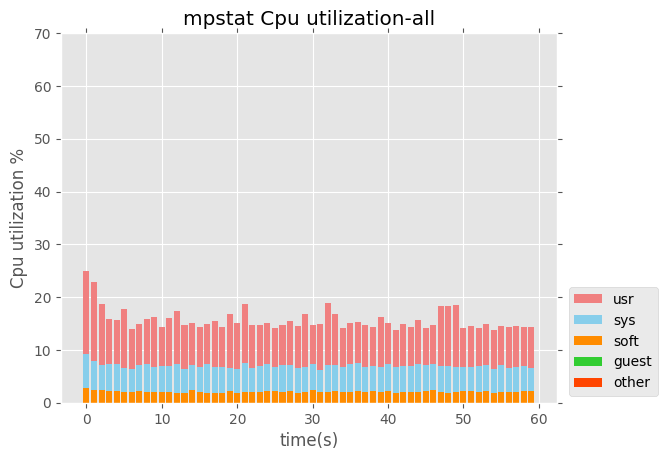 mpstat Cpu utilization-all
70
60
50
40
30
20
10
0
Cpu utilization %
0 10 20 30 40 50 60
time(s)
usr
sys
soft
guest
other